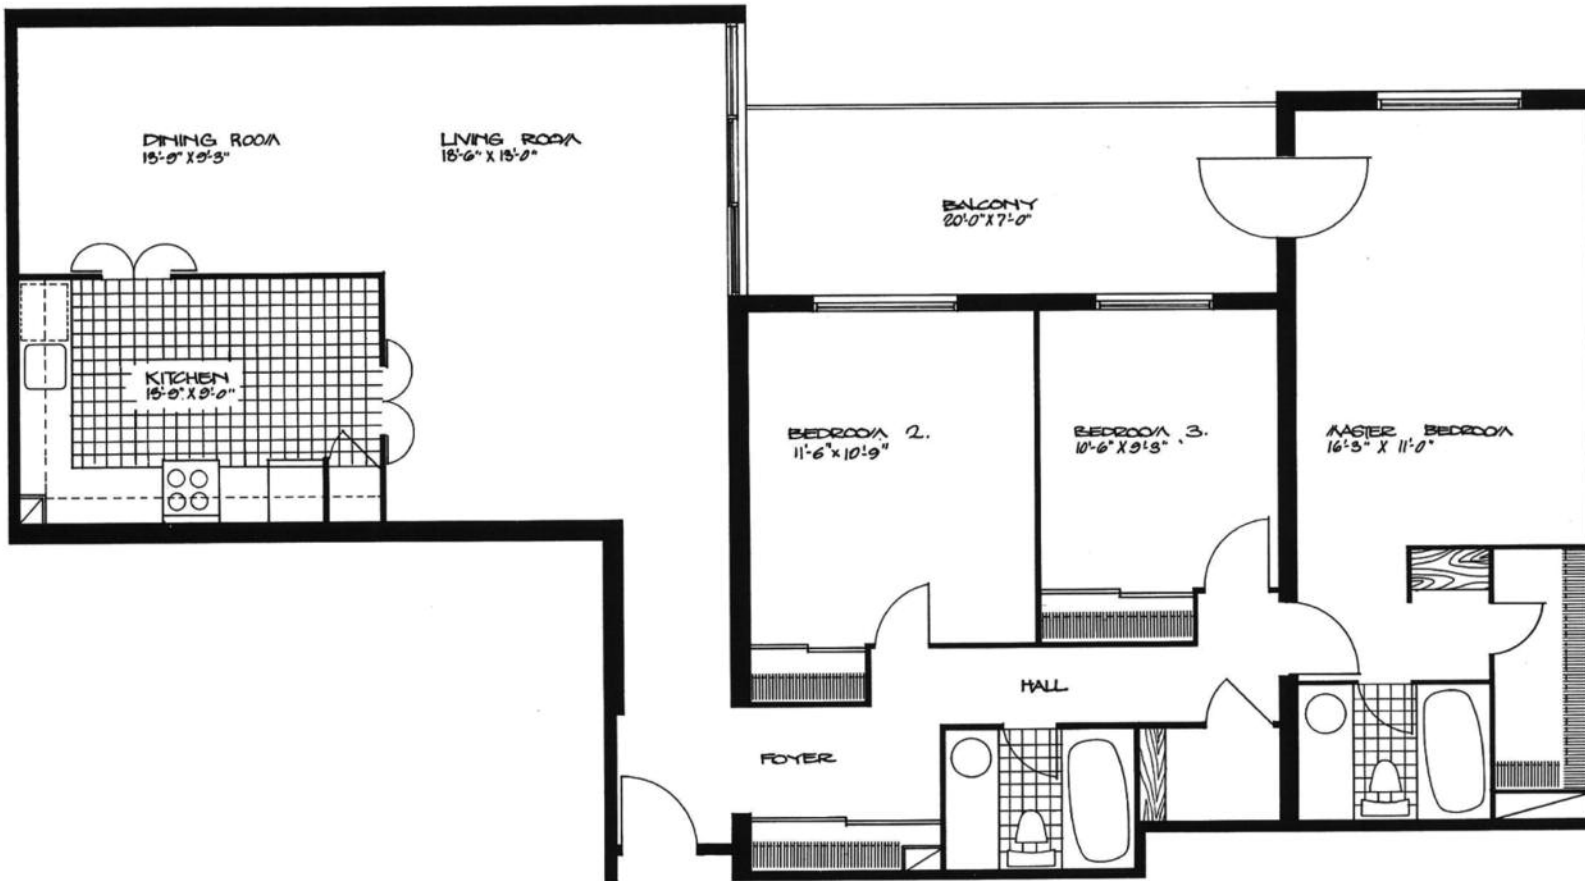 DINING ROOM
13'-9" X 9'-3"
LIVING ROOM
18'-6" X 13'-0"
BALCONY
20'-0" X 7'-0"
KITCHEN
13'-9" X 9'-0"
BEDROOM 2.
11'-6" X 10'-9"
BEDROOM 3.
10'-6" X 9'-3"
MASTER BEDROOM
16'-3" X 11'-0"
HALL
FOYER